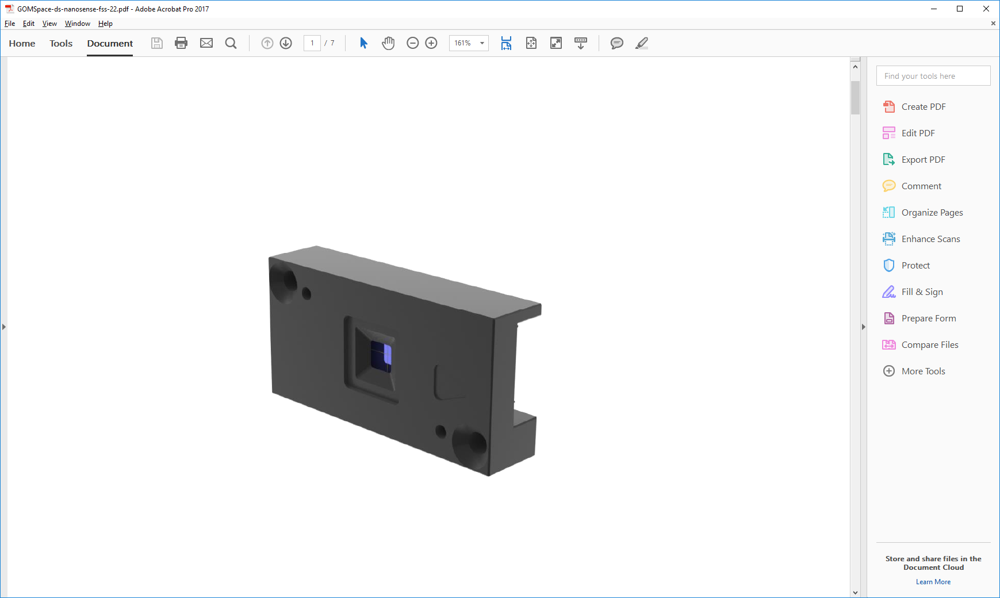 GOMSpace-ds-nanosense-fss-22.pdf - Adobe Acrobat Pro 2017
File Edit View Window Help
Home Tools Document 1 / 7 161%
Find your tools here
Create PDF
Edit PDF
Export PDF
Comment
Organize Pages
Enhance Scans
Protect
Fill & Sign
Prepare Form
Compare Files
More Tools
Store and share files in the
Document Cloud
Learn More